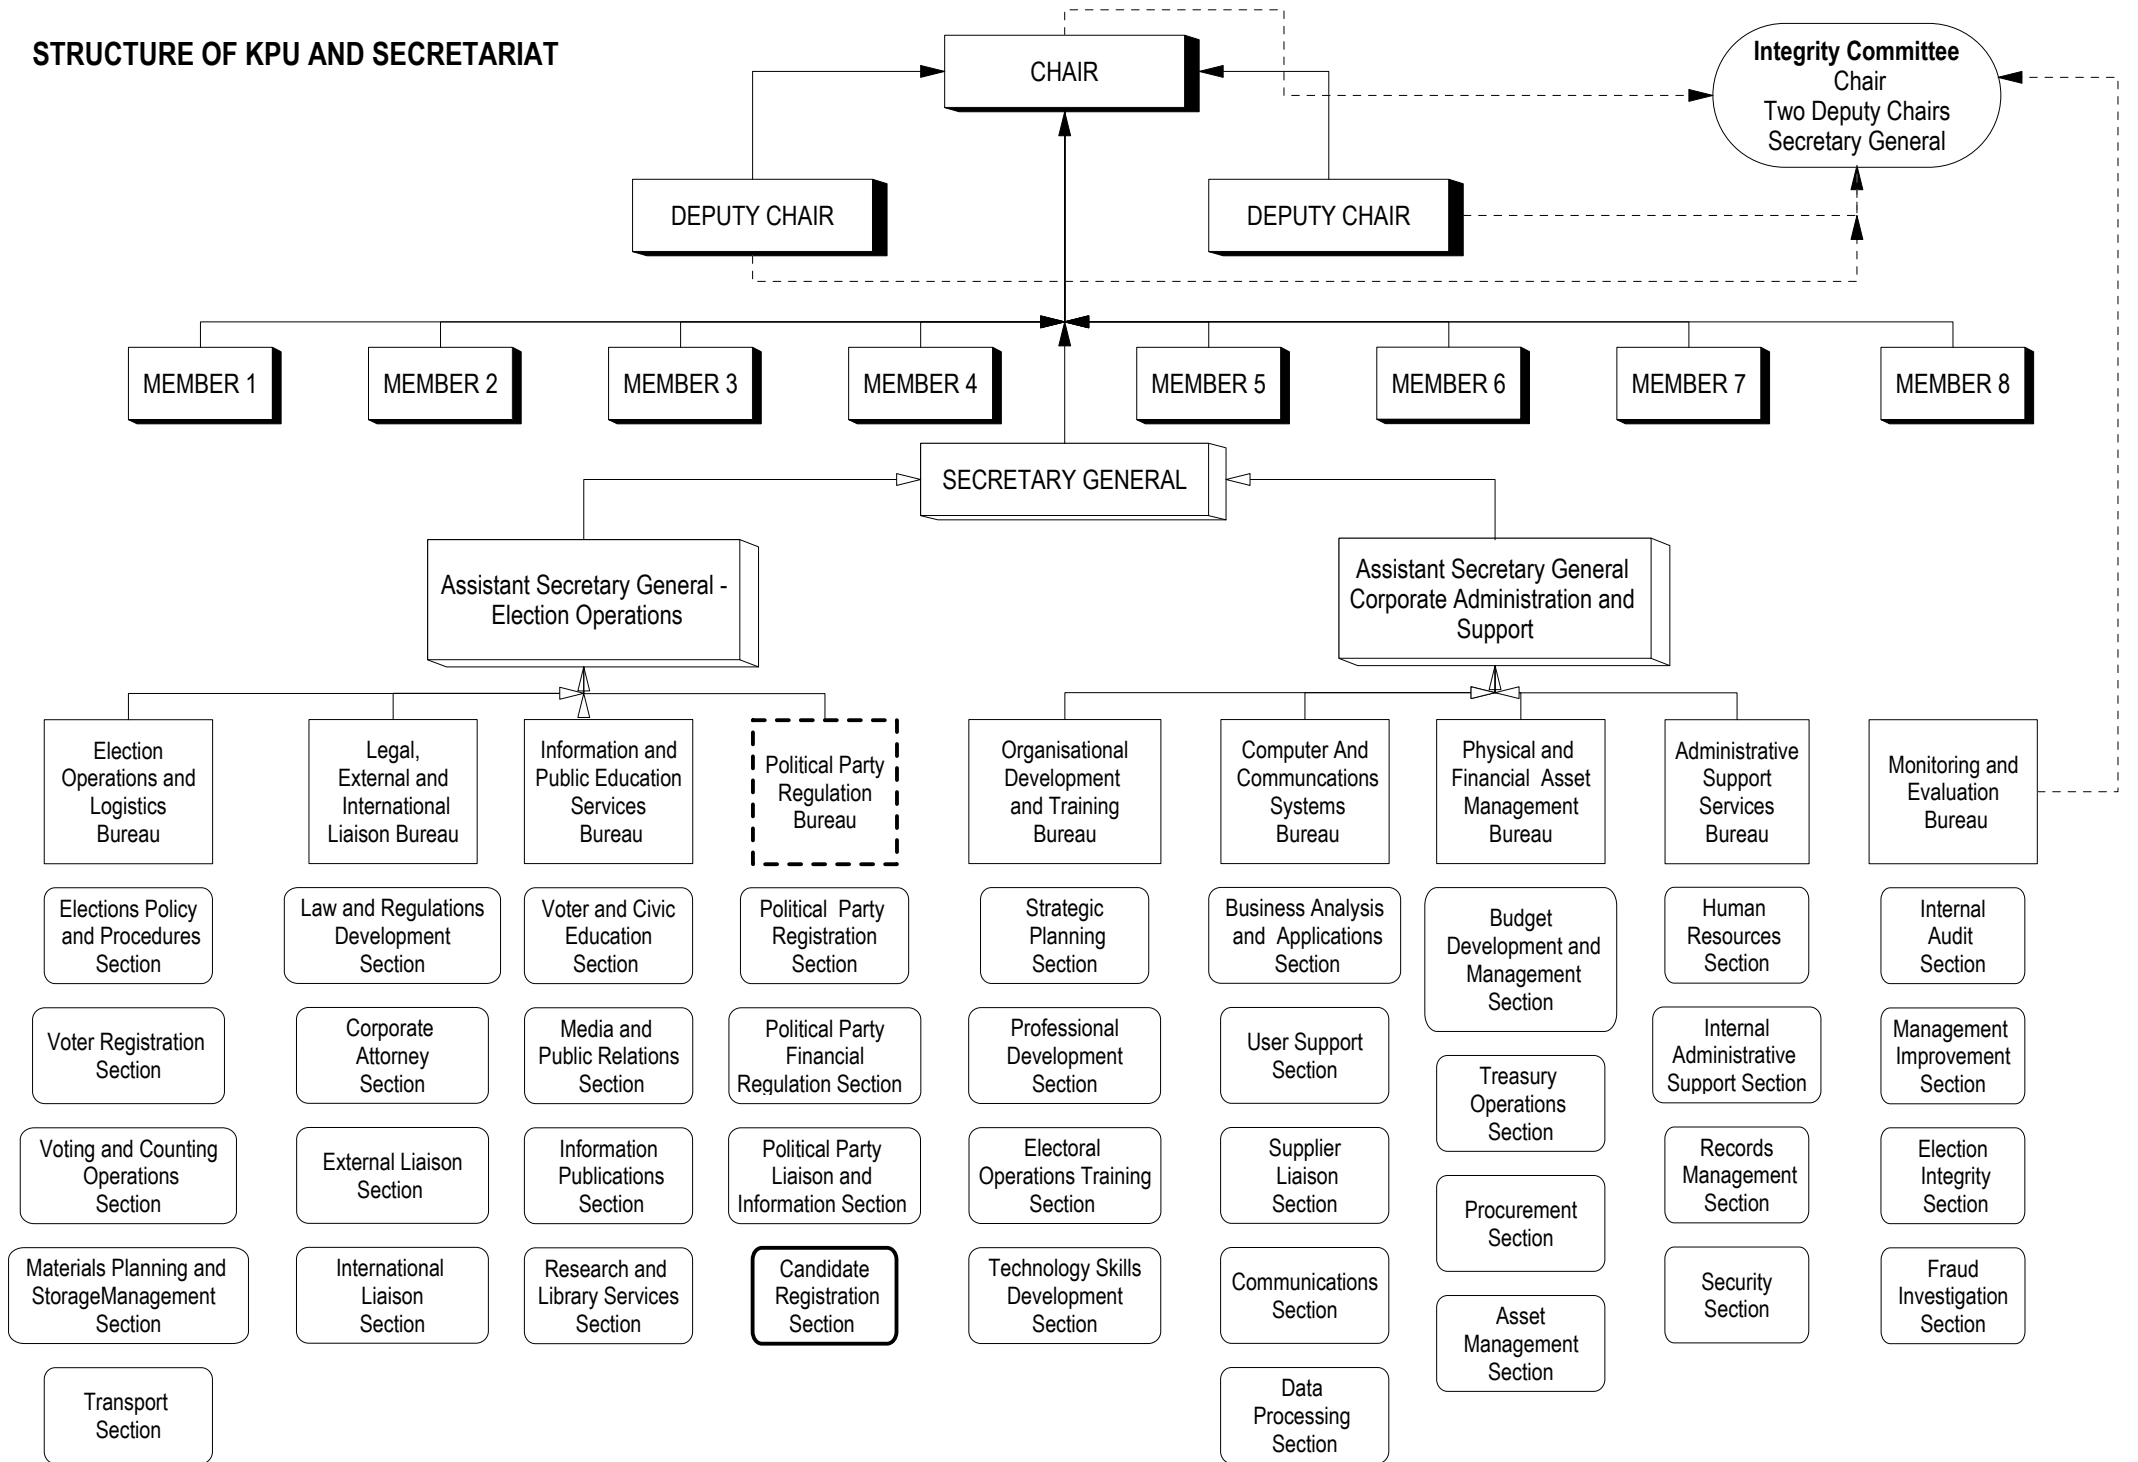 STRUCTURE OF KPU AND SECRETARIAT
CHAIR
Integrity Committee
Chair
Two Deputy Chairs
Secretary General
DEPUTY CHAIR
DEPUTY CHAIR
MEMBER 1
MEMBER 2
MEMBER 3
MEMBER 4
MEMBER 5
MEMBER 6
MEMBER 7
MEMBER 8
SECRETARY GENERAL
Assistant Secretary General -
Election Operations
Assistant Secretary General
Corporate Administration and
Support
Election
Operations and
Logistics
Bureau
Legal,
External and
International
Liaison Bureau
Information and
Public Education
Services
Bureau
Political Party
Regulation
Bureau
Organisational
Development
and Training
Bureau
Computer And
Communcations
Systems
Bureau
Physical and
Financial Asset
Management
Bureau
Administrative
Support
Services
Bureau
Monitoring and
Evaluation
Bureau
Elections Policy
and Procedures
Section
Law and Regulations
Development
Section
Voter and Civic
Education
Section
Political Party
Registration
Section
Strategic
Planning
Section
Business Analysis
and Applications
Section
Budget
Development and
Management
Section
Human
Resources
Section
Internal
Audit
Section
Voter Registration
Section
Corporate
Attorney
Section
Media and
Public Relations
Section
Political Party
Financial
Regulation Section
Professional
Development
Section
User Support
Section
Treasury
Operations
Section
Internal
Administrative
Support Section
Management
Improvement
Section
Voting and Counting
Operations
Section
External Liaison
Section
Information
Publications
Section
Political Party
Liaison and
Information Section
Electoral
Operations Training
Section
Supplier
Liaison
Section
Procurement
Section
Records
Management
Section
Election
Integrity
Section
Materials Planning and
StorageManagement
Section
International
Liaison
Section
Research and
Library Services
Section
Candidate
Registration
Section
Technology Skills
Development
Section
Communications
Section
Asset
Management
Section
Security
Section
Fraud
Investigation
Section
Transport
Section
Data
Processing
Section